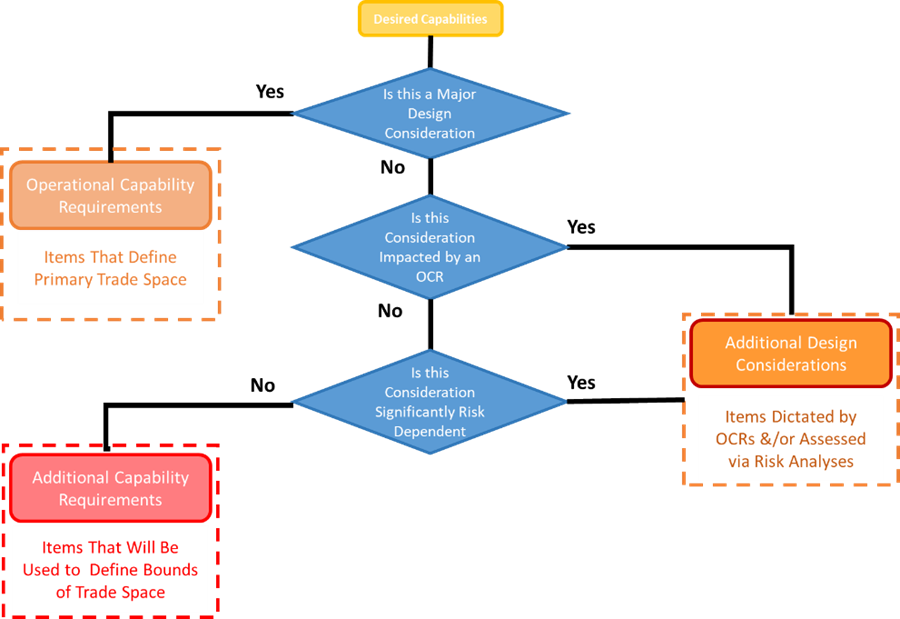 Desired Capabilities
Yes
Is this a Major
Design
Consideration
No
Operational Capability
Requirements
Items That Define
Primary Trade Space
Is this
Consideration
Impacted by an
OCR
Yes
No
Additional Design
Considerations
Items Dictated by
OCRs &/or Assessed
via Risk Analyses
Is this
Consideration
Significantly Risk
Dependent
Yes
No
Additional Capability
Requirements
Items That Will Be
Used to Define Bounds
of Trade Space